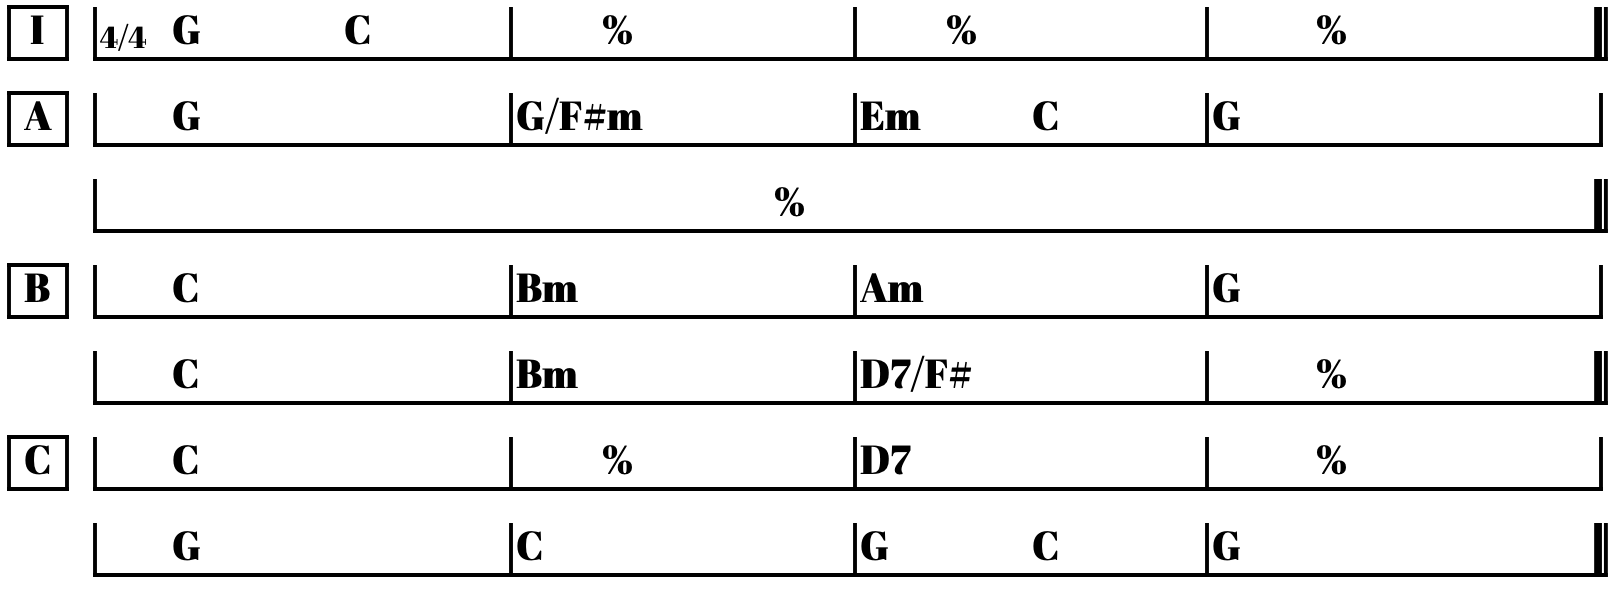 I 4/4 G C % % %
A G G/F#m Em C G
%
B C Bm Am G
C Bm D7/F# %
C C % D7 %
G C G C G